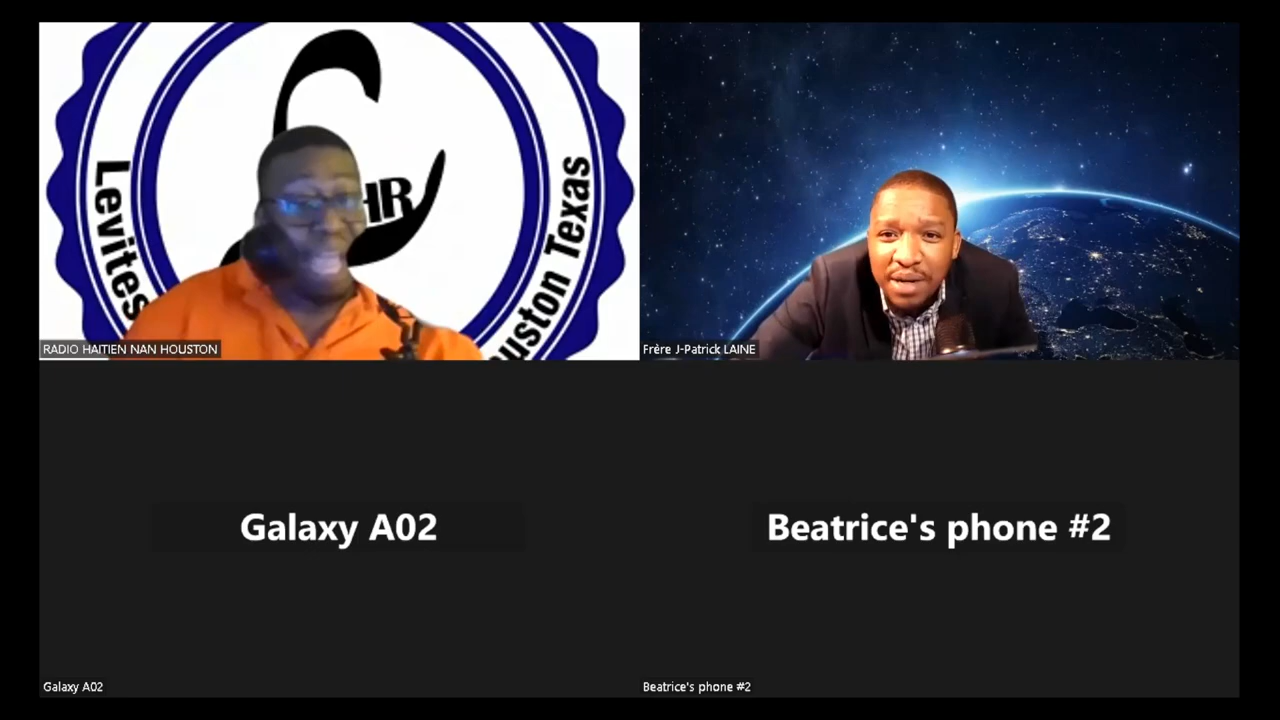 Levites
HR
uston Texas
RADIO HAITIEN NAN HOUSTON
Frère J-Patrick LAINE
Galaxy A02
Beatrice's phone #2
Galaxy A02
Beatrice's phone #2